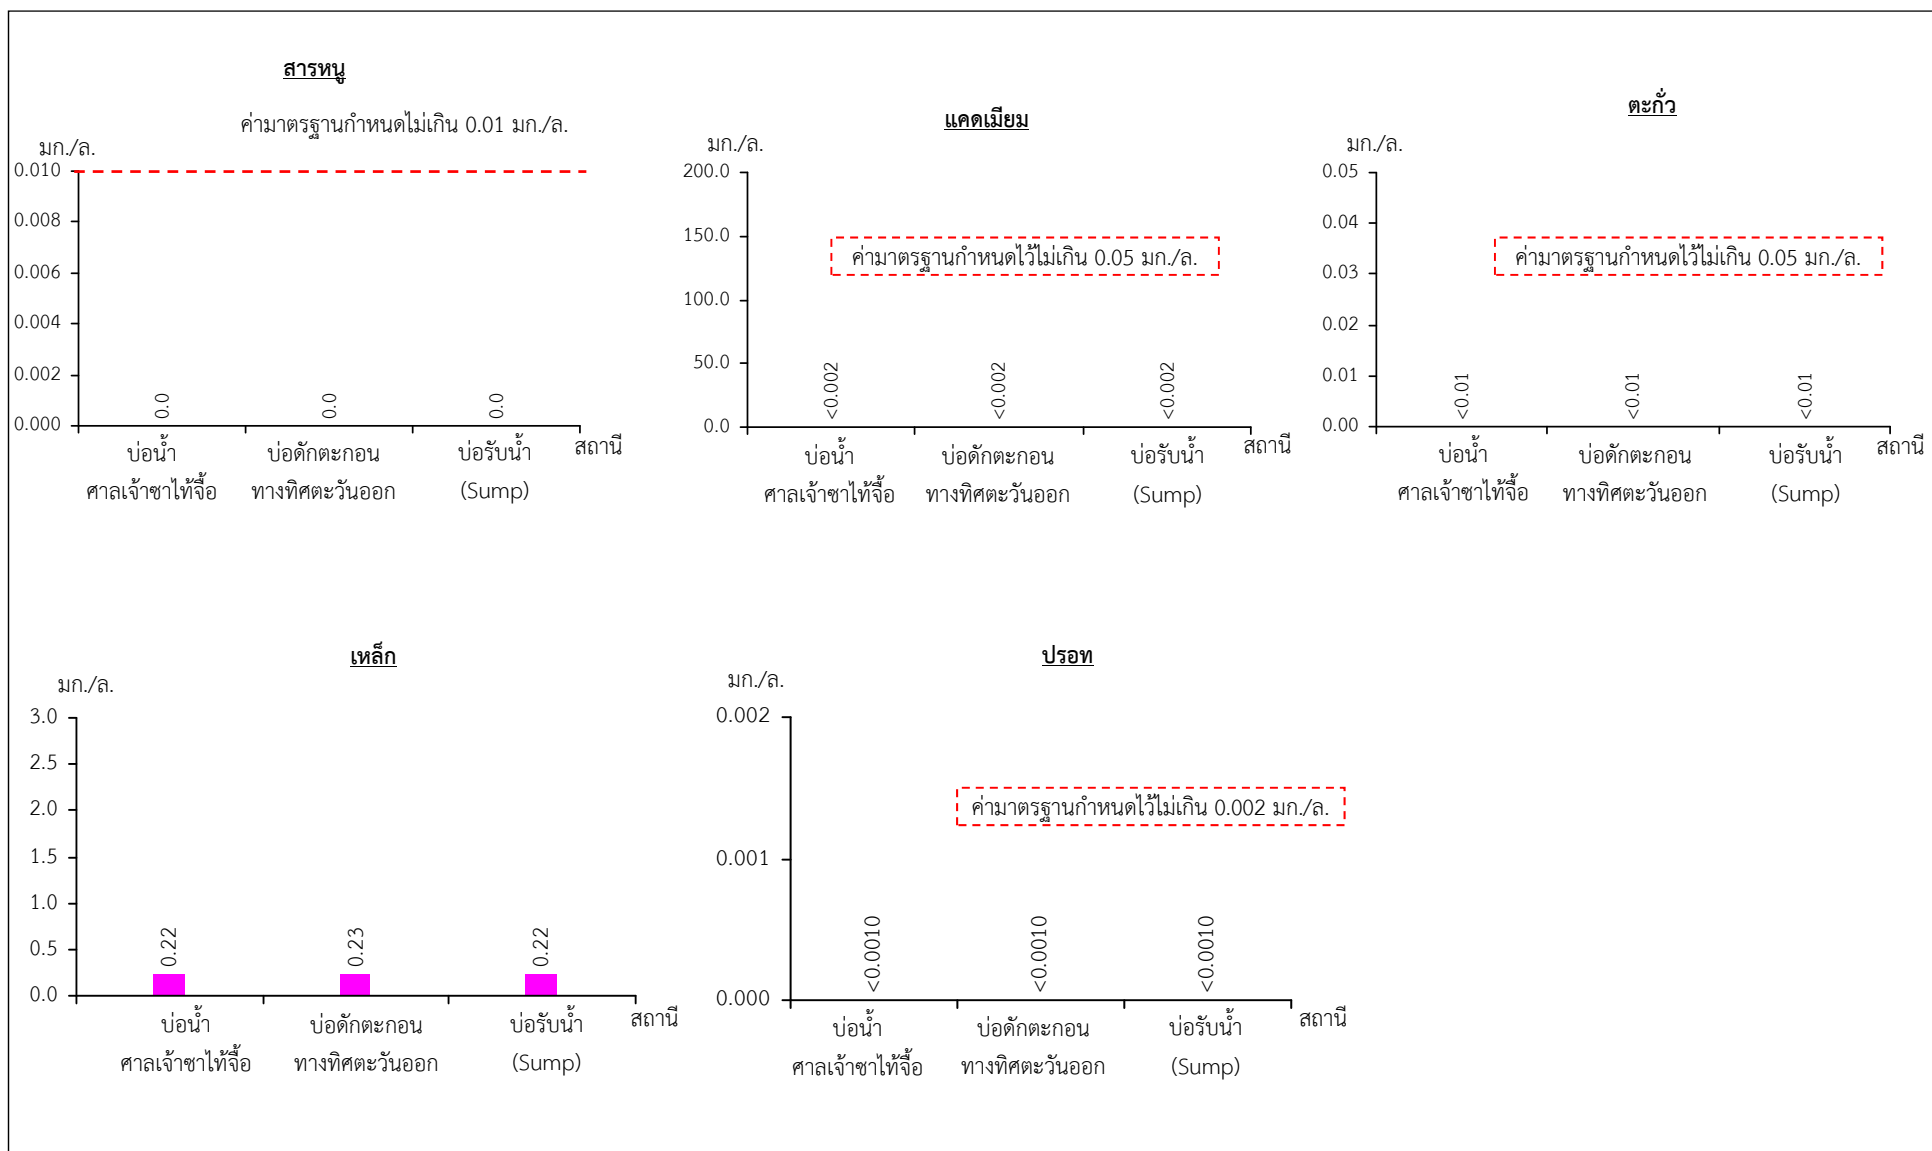 สารหนู
ค่ามาตรฐานกำหนดไม่เกิน 0.01 มก./ล.
มก./ล.
0.010
0.008
0.006
0.004
0.002
0.000
0.0
0.0
0.0
บ่อน้ำ
ศาลเจ้าซาไท้จื้อ
บ่อดักตะกอน
ทางทิศตะวันออก
บ่อรับน้ำ
(Sump)
สถานี
แคดเมียม
มก./ล.
200.0
150.0
100.0
50.0
0.0
ค่ามาตรฐานกำหนดไว้ไม่เกิน 0.05 มก./ล.
<0.002
<0.002
<0.002
บ่อน้ำ
ศาลเจ้าซาไท้จื้อ
บ่อดักตะกอน
ทางทิศตะวันออก
บ่อรับน้ำ
(Sump)
สถานี
ตะกั่ว
มก./ล.
0.05
0.04
0.03
0.02
0.01
0.00
ค่ามาตรฐานกำหนดไว้ไม่เกิน 0.05 มก./ล.
<0.01
<0.01
<0.01
บ่อน้ำ
ศาลเจ้าซาไท้จื้อ
บ่อดักตะกอน
ทางทิศตะวันออก
บ่อรับน้ำ
(Sump)
สถานี
เหล็ก
มก./ล.
3.0
2.5
2.0
1.5
1.0
0.5
0.0
0.22
0.23
0.22
บ่อน้ำ
ศาลเจ้าซาไท้จื้อ
บ่อดักตะกอน
ทางทิศตะวันออก
บ่อรับน้ำ
(Sump)
สถานี
ปรอท
มก./ล.
0.002
0.001
0.000
ค่ามาตรฐานกำหนดไว้ไม่เกิน 0.002 มก./ล.
<0.0010
<0.0010
<0.0010
บ่อน้ำ
ศาลเจ้าซาไท้จื้อ
บ่อดักตะกอน
ทางทิศตะวันออก
บ่อรับน้ำ
(Sump)
สถานี